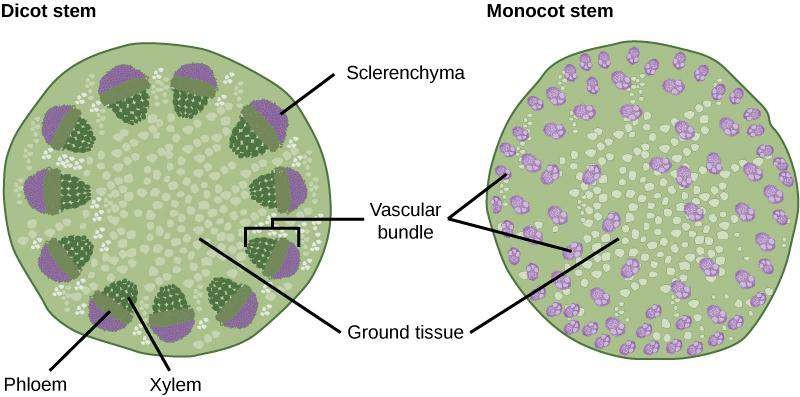 Dicot stem
Monocot stem
Sclerenchyma
Vascular
bundle
Ground tissue
Phloem
Xylem